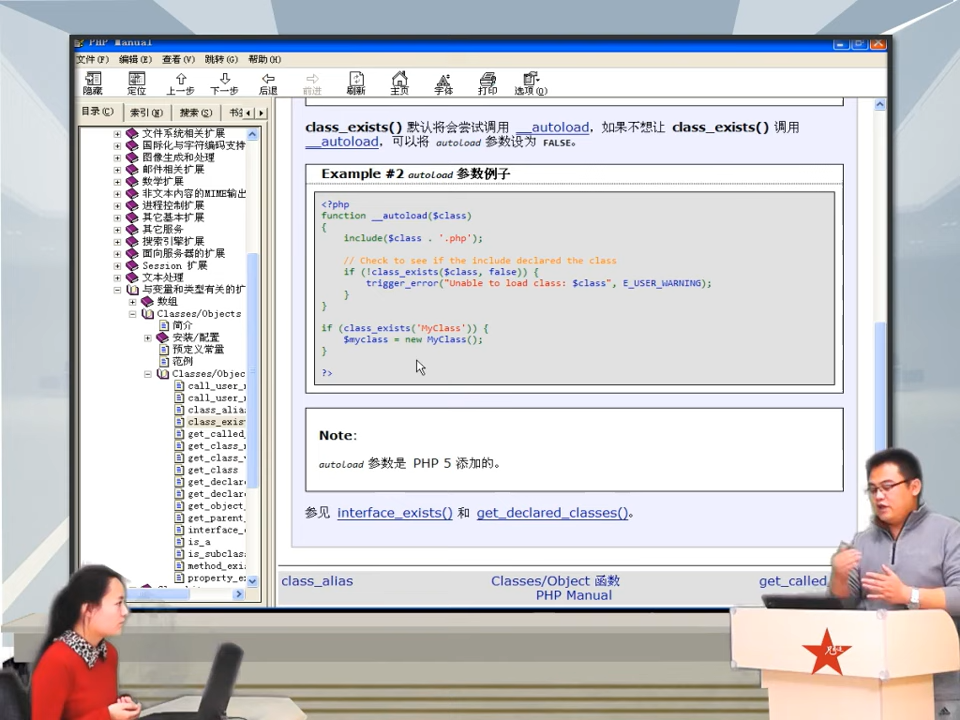 PHP Manual
文件(F) 编辑(E) 查看(V) 跳转(G) 帮助(H)
隐藏 定位 上一步 下一步 后退 前进 刷新 主页 字体 打印 选项(O)
目录(C) 索引(N) 搜索(S) 书签
文件系统相关扩展
国际化与字符编码支持
图像生成和处理
邮件相关扩展
数学扩展
非文本内容的MIME输出
进程控制扩展
其它基本扩展
其它服务
搜索引擎扩展
面向服务器的扩展
Session 扩展
文本处理
与变量和类型有关的扩
数组
Classes/Objects
简介
安装/配置
预定义常量
范例
Classes/Objec
call_user_
call_user_
class_alia
class_exis
get_called_
get_class_
get_class_
get_class
get_declar
get_declar
get_object_
get_parent_
interface_
is_a
is_subclas
method_exi
property_e
class_exists() 默认将会尝试调用 __autoload，如果不想让 class_exists() 调用
__autoload，可以将 autoload 参数设为 FALSE。
Example #2 autoload 参数例子
<?php
function __autoload($class)
{
include($class . '.php');
// Check to see if the include declared the class
if (!class_exists($class, false)) {
trigger_error("Unable to load class: $class", E_USER_WARNING);
}
}
if (class_exists('MyClass')) {
$myclass = new MyClass();
}
?>
Note:
autoload 参数是 PHP 5 添加的。
参见 interface_exists() 和 get_declared_classes()。
class_alias Classes/Object 函数 get_called
PHP Manual